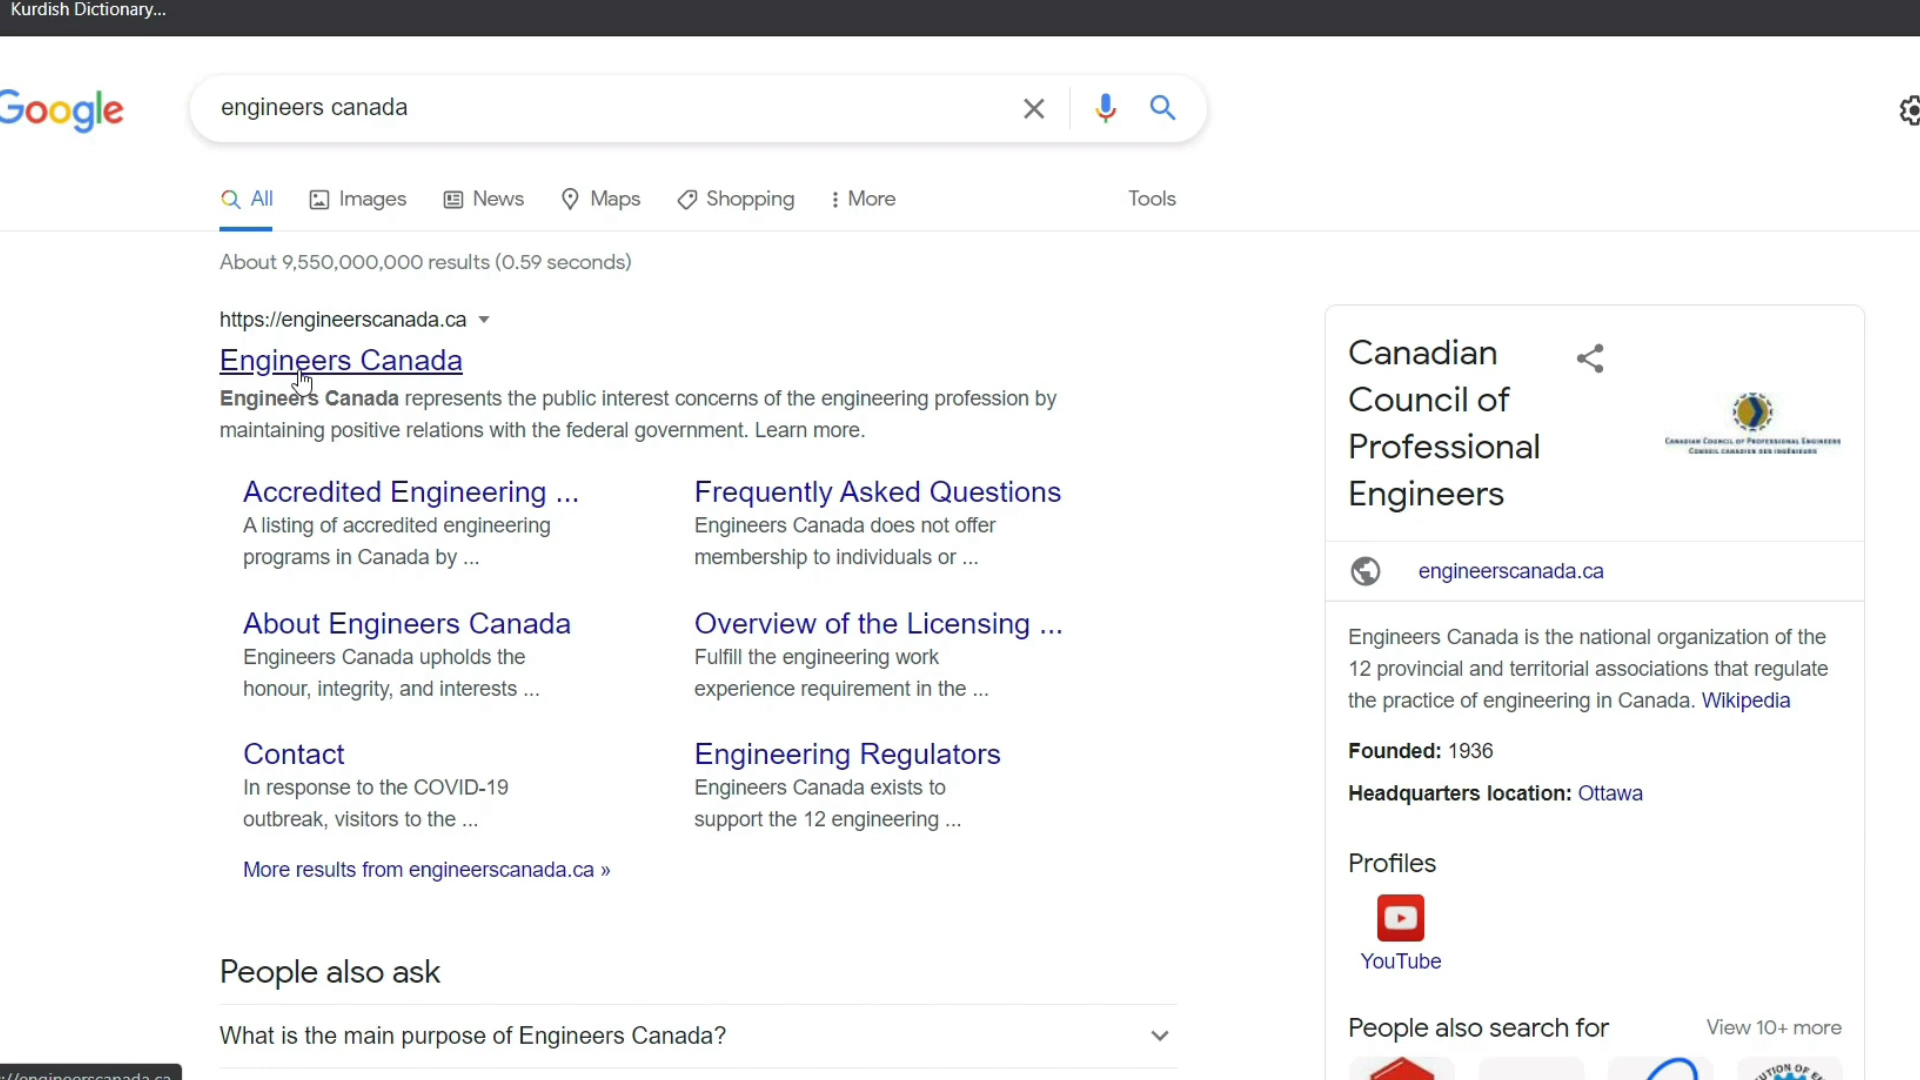 Kurdish Dictionary...
Google
engineers canada
All
Images
News
Maps
Shopping
More
Tools
About 9,550,000,000 results (0.59 seconds)
https://engineerscanada.ca
Engineers Canada
Engineers Canada represents the public interest concerns of the engineering profession by
maintaining positive relations with the federal government. Learn more.
Accredited Engineering ...
A listing of accredited engineering
programs in Canada by ...
Frequently Asked Questions
Engineers Canada does not offer
membership to individuals or ...
About Engineers Canada
Engineers Canada upholds the
honour, integrity, and interests ...
Overview of the Licensing ...
Fulfill the engineering work
experience requirement in the ...
Contact
In response to the COVID-19
outbreak, visitors to the ...
Engineering Regulators
Engineers Canada exists to
support the 12 engineering ...
More results from engineerscanada.ca »
People also ask
What is the main purpose of Engineers Canada?
Canadian
Council of
Professional
Engineers
CANADIAN COUNCIL OF PROFESSIONAL ENGINEERS
CONSEIL CANADIEN DES INGÉNIEURS
engineerscanada.ca
Engineers Canada is the national organization of the
12 provincial and territorial associations that regulate
the practice of engineering in Canada. Wikipedia
Founded: 1936
Headquarters location: Ottawa
Profiles
YouTube
People also search for
View 10+ more